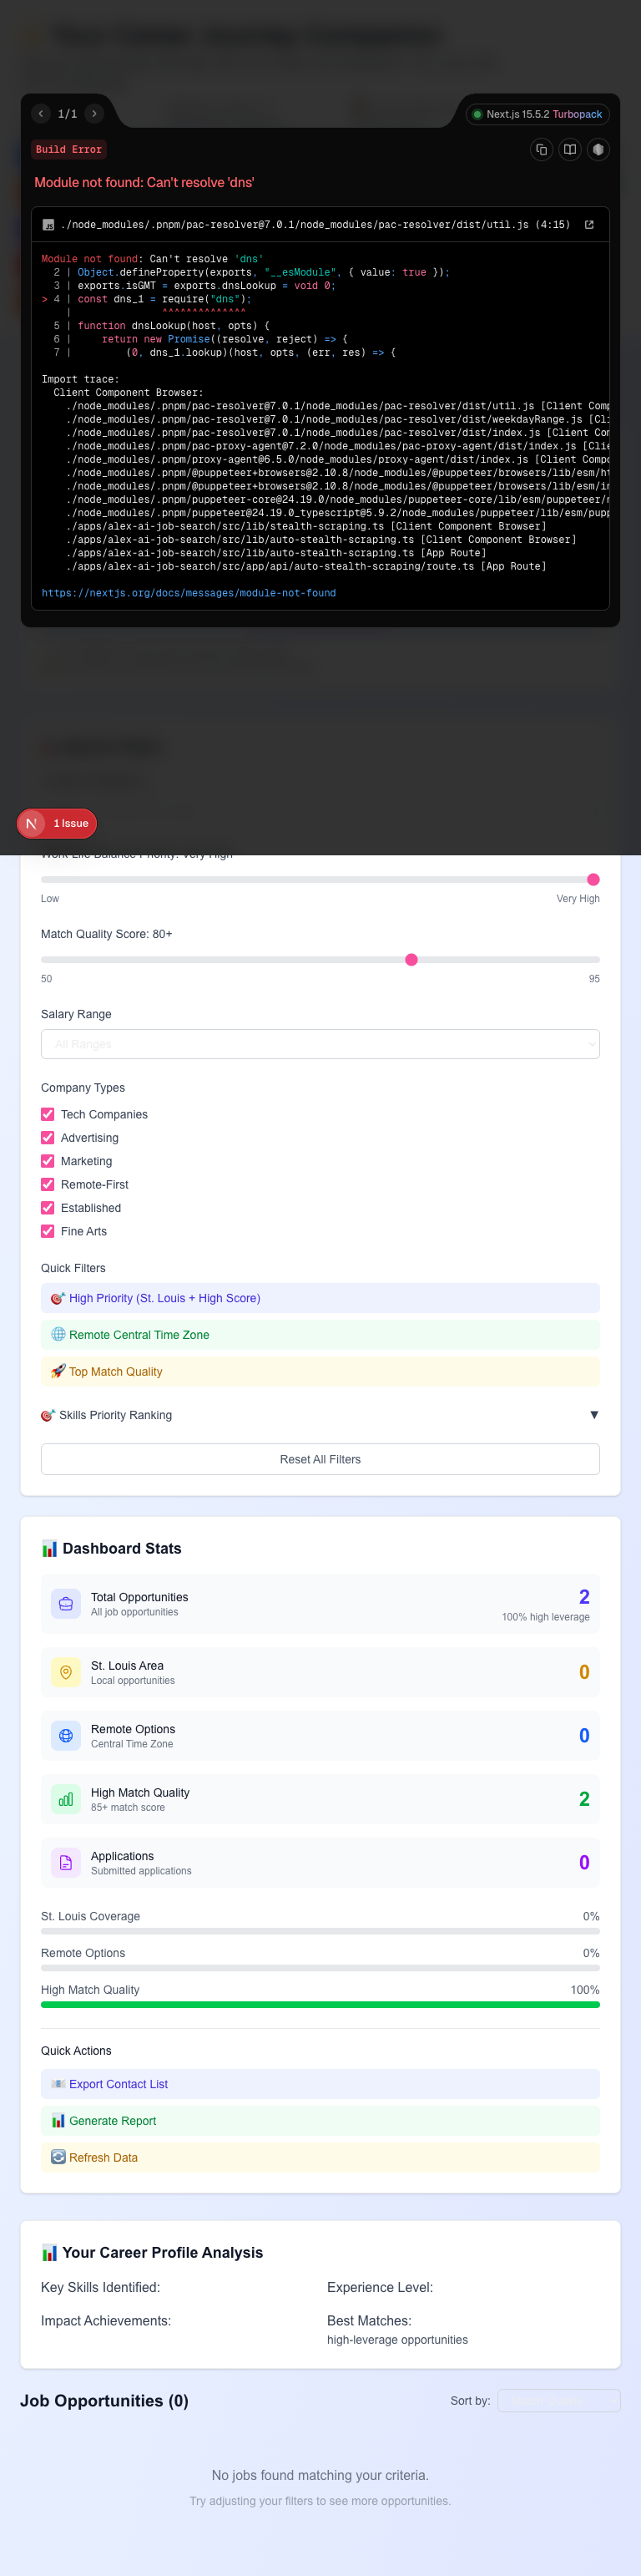 1/1
Next.js 15.5.2 Turbopack
Build Error
Module not found: Can't resolve 'dns'
./node_modules/.pnpm/pac-resolver@7.0.1/node_modules/pac-resolver/dist/util.js (4:15)
Module not found: Can't resolve 'dns'
2 | Object.defineProperty(exports, "__esModule", { value: true });
3 | exports.isGMT = exports.dnsLookup = void 0;
> 4 | const dns_1 = require("dns");
| ^^^^^^^^^^^^^^
5 | function dnsLookup(host, opts) {
6 | return new Promise((resolve, reject) => {
7 | (0, dns_1.lookup)(host, opts, (err, res) => {
Import trace:
Client Component Browser:
./node_modules/.pnpm/pac-resolver@7.0.1/node_modules/pac-resolver/dist/util.js [Client Comp
./node_modules/.pnpm/pac-resolver@7.0.1/node_modules/pac-resolver/dist/weekdayRange.js [Cli
./node_modules/.pnpm/pac-resolver@7.0.1/node_modules/pac-resolver/dist/index.js [Client Com
./node_modules/.pnpm/pac-proxy-agent@7.2.0/node_modules/pac-proxy-agent/dist/index.js [Clie
./node_modules/.pnpm/proxy-agent@6.5.0/node_modules/proxy-agent/dist/index.js [Client Compo
./node_modules/.pnpm/@puppeteer+browsers@2.10.8/node_modules/@puppeteer/browsers/lib/esm/ht
./node_modules/.pnpm/@puppeteer+browsers@2.10.8/node_modules/@puppeteer/browsers/lib/esm/in
./node_modules/.pnpm/puppeteer-core@24.19.0/node_modules/puppeteer-core/lib/esm/puppeteer/n
./node_modules/.pnpm/puppeteer@24.19.0_typescript@5.9.2/node_modules/puppeteer/lib/esm/pupp
./apps/alex-ai-job-search/src/lib/stealth-scraping.ts [Client Component Browser]
./apps/alex-ai-job-search/src/lib/auto-stealth-scraping.ts [Client Component Browser]
./apps/alex-ai-job-search/src/lib/auto-stealth-scraping.ts [App Route]
./apps/alex-ai-job-search/src/app/api/auto-stealth-scraping/route.ts [App Route]
https://nextjs.org/docs/messages/module-not-found
1 Issue
Work-Life Balance Priority: Very High
Low Very High
Match Quality Score: 80+
50 95
Salary Range
All Ranges
Company Types
Tech Companies
Advertising
Marketing
Remote-First
Established
Fine Arts
Quick Filters
🎯 High Priority (St. Louis + High Score)
🌐 Remote Central Time Zone
🚀 Top Match Quality
🎯 Skills Priority Ranking ▼
Reset All Filters
📊 Dashboard Stats
Total Opportunities 2
All job opportunities 100% high leverage
St. Louis Area 0
Local opportunities
Remote Options 0
Central Time Zone
High Match Quality 2
85+ match score
Applications 0
Submitted applications
St. Louis Coverage 0%
Remote Options 0%
High Match Quality 100%
Quick Actions
📧 Export Contact List
📊 Generate Report
🔄 Refresh Data
📊 Your Career Profile Analysis
Key Skills Identified: Experience Level:
Impact Achievements: Best Matches:
high-leverage opportunities
Job Opportunities (0) Sort by:
No jobs found matching your criteria.
Try adjusting your filters to see more opportunities.